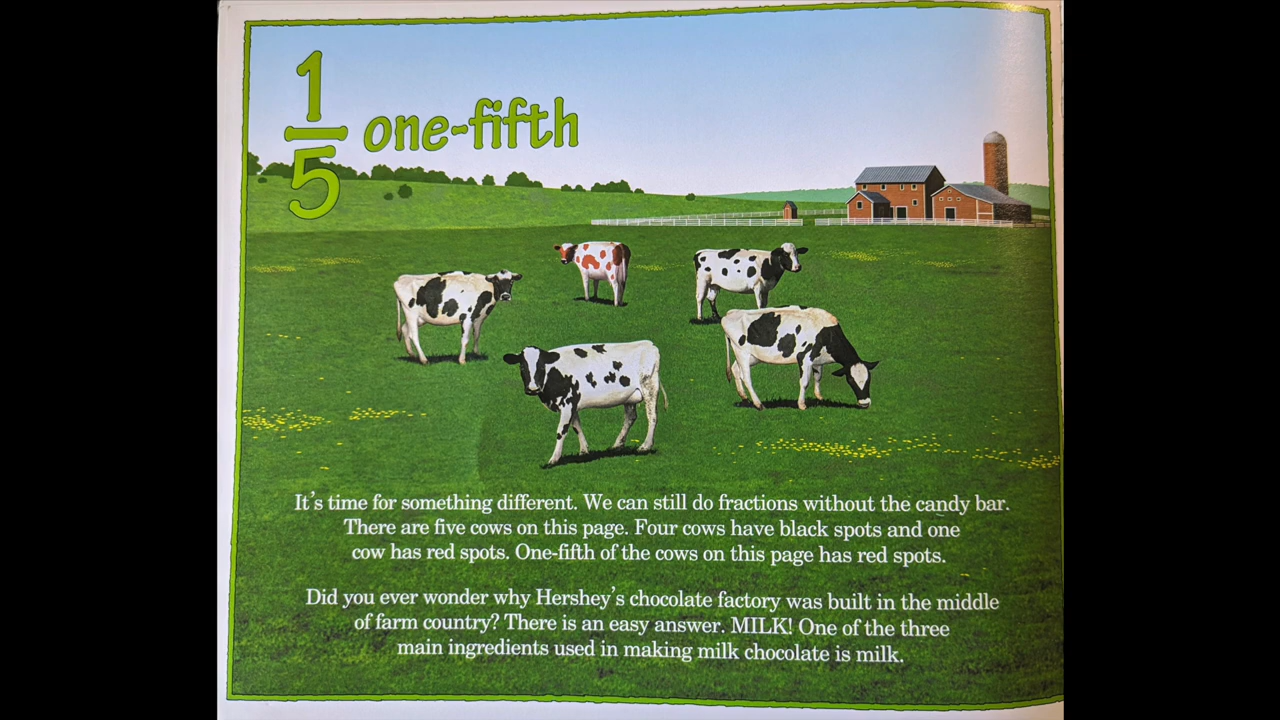 1
5
one-fifth
It's time for something different. We can still do fractions without the candy bar.
There are five cows on this page. Four cows have black spots and one
cow has red spots. One-fifth of the cows on this page has red spots.
Did you ever wonder why Hershey's chocolate factory was built in the middle
of farm country? There is an easy answer. MILK! One of the three
main ingredients used in making milk chocolate is milk.